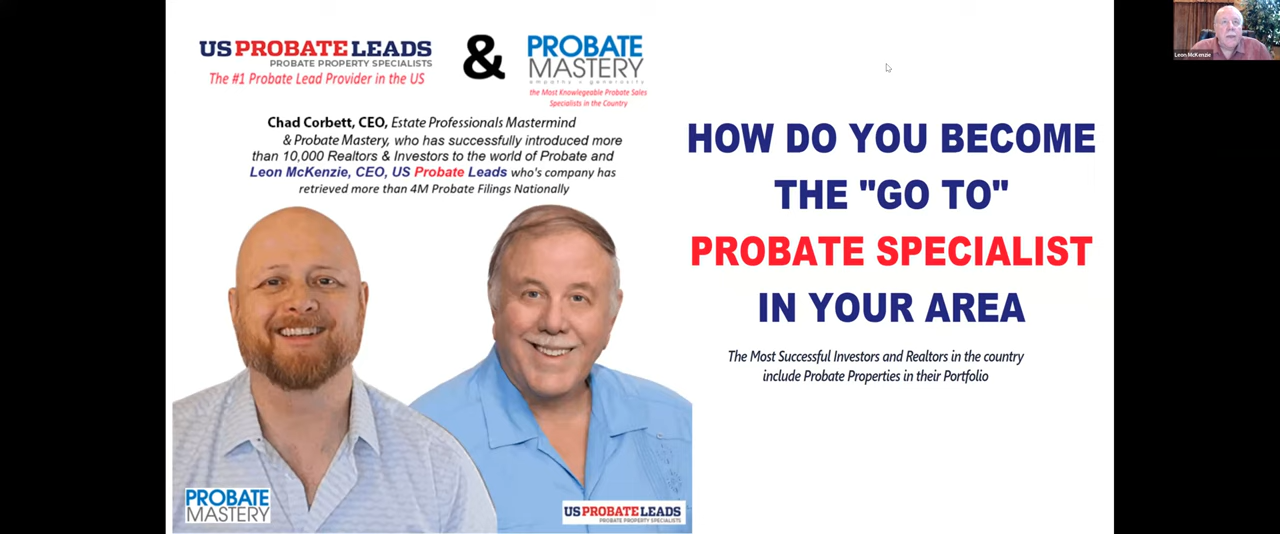 US PROBATE LEADS
PROBATE PROPERTY SPECIALISTS
The #1 Probate Lead Provider in the US
&
PROBATE
MASTERY
empathy + generosity
the Most Knowlegeable Probate Sales
Specialists in the Country
Chad Corbett, CEO, Estate Professionals Mastermind
& Probate Mastery, who has successfully introduced more
than 10,000 Realtors & Investors to the world of Probate and
Leon McKenzie, CEO, US Probate Leads who's company has
retrieved more than 4M Probate Filings Nationally
PROBATE
MASTERY
US PROBATE LEADS
PROBATE PROPERTY SPECIALISTS
HOW DO YOU BECOME
THE "GO TO"
PROBATE SPECIALIST
IN YOUR AREA
The Most Successful Investors and Realtors in the country
include Probate Properties in their Portfolio
Leon McKenzie